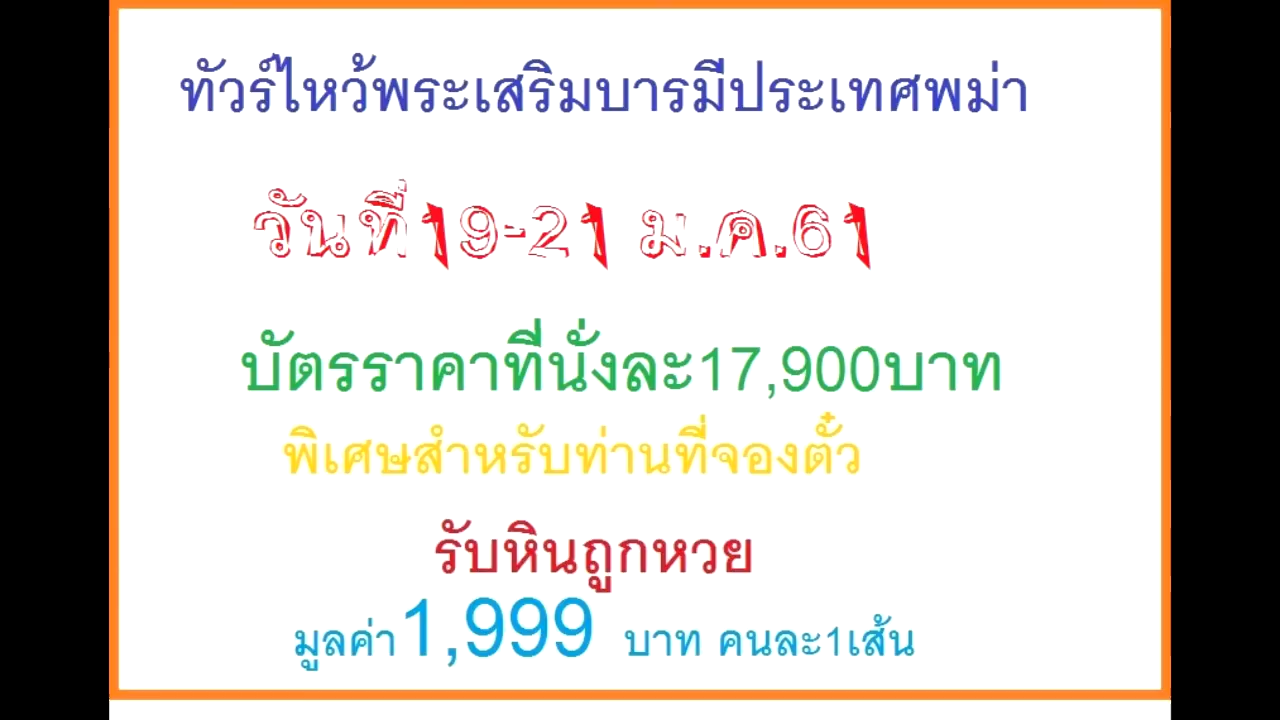 ทัวร์ไหว้พระเสริมบารมีประเทศพม่า
วันที่19-21 ม.ค.61
บัตรราคาที่นั่งละ17,900บาท
พิเศษสำหรับท่านที่จองตั๋ว
รับหินถูกหวย
มูลค่า1,999 บาท คนละ1เส้น